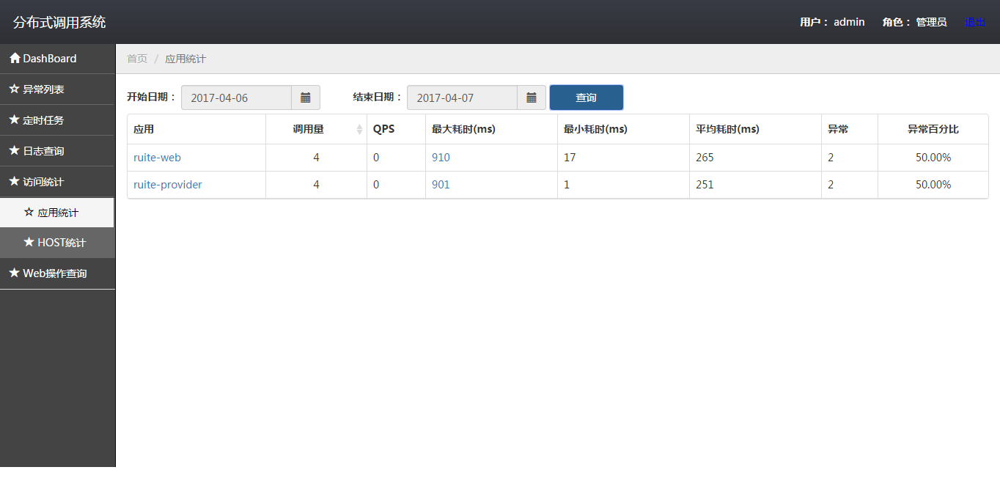 分布式调用系统
用户： admin 角色： 管理员 退出
DashBoard
异常列表
定时任务
日志查询
访问统计
应用统计
HOST统计
Web操作查询
首页 / 应用统计
开始日期： 2017-04-06 结束日期： 2017-04-07 查询
应用 调用量 QPS 最大耗时(ms) 最小耗时(ms) 平均耗时(ms) 异常 异常百分比
ruite-web 4 0 910 17 265 2 50.00%
ruite-provider 4 0 901 1 251 2 50.00%